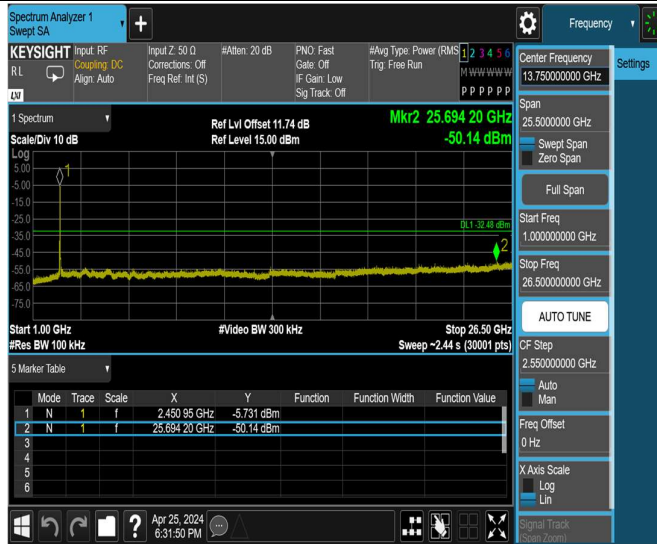 Spectrum Analyzer 1
Swept SA
Frequency
KEYSIGHT
RL
LXI
Input: RF
Coupling: DC
Align: Auto
Input Z: 50 Ω
Corrections: Off
Freq Ref: Int (S)
#Atten: 20 dB
PNO: Fast
Gate: Off
IF Gain: Low
Sig Track: Off
#Avg Type: Power (RMS
Trig: Free Run
1 2 3 4 5 6
M W W W W W
P P P P P P
1 Spectrum
Scale/Div 10 dB
Ref Lvl Offset 11.74 dB
Ref Level 15.00 dBm
Mkr2 25.694 20 GHz
-50.14 dBm
Log
5.00
-5.00
-15.0
-25.0
-35.0
-45.0
-55.0
-65.0
-75.0
1
DL1 -32.48 dBm
2
Start 1.00 GHz
#Res BW 100 kHz
#Video BW 300 kHz
Stop 26.50 GHz
Sweep ~2.44 s (30001 pts)
5 Marker Table
Mode Trace Scale X Y Function Function Width Function Value
1 N 1 f 2.450 95 GHz -5.731 dBm
2 N 1 f 25.694 20 GHz -50.14 dBm
3
4
5
6
Apr 25, 2024
6:31:50 PM
Center Frequency
13.750000000 GHz
Span
25.5000000 GHz
Swept Span
Zero Span
Full Span
Start Freq
1.000000000 GHz
Stop Freq
26.500000000 GHz
AUTO TUNE
CF Step
2.550000000 GHz
Auto
Man
Freq Offset
0 Hz
X Axis Scale
Log
Lin
Signal Track
(Span Zoom)
Settings